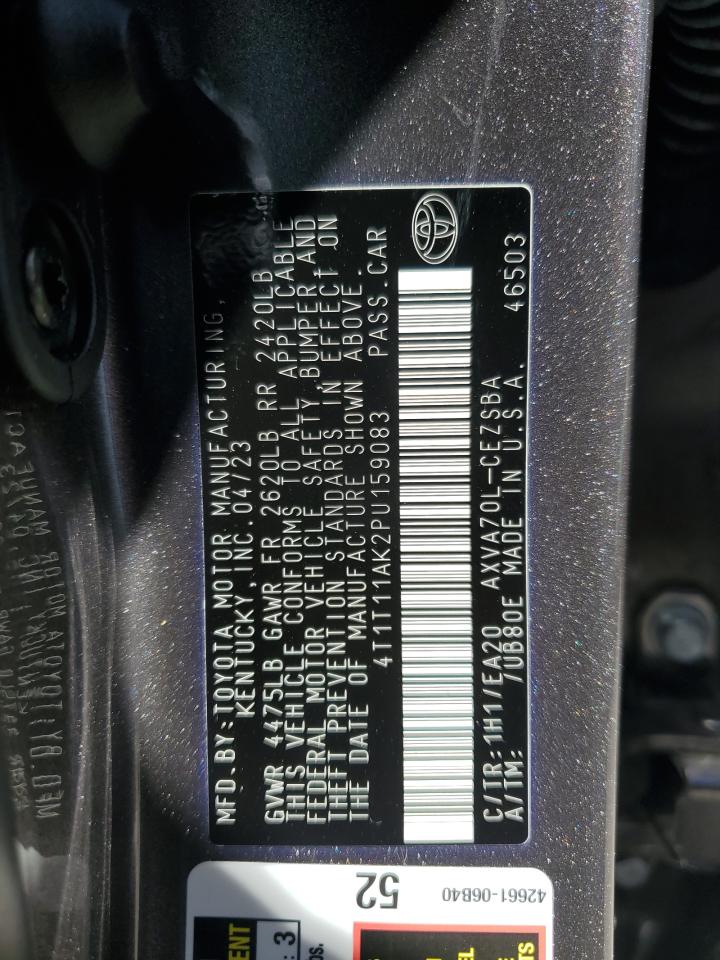 MFD.BY:TOYOTA MOTOR MANUFACTURING,
KENTUCKY INC.04/23
GVWR 4475LB GAWR FR 2620LB RR 2420LB
THIS VEHICLE CONFORMS TO ALL APPLICABLE
FEDERAL MOTOR VEHICLE SAFETY, BUMPER AND
THEFT PREVENTION STANDARDS IN EFFECT ON
THE DATE OF MANUFACTURE SHOWN ABOVE.
4T1T11AK2PU159083 PASS.CAR
C/TR:1H1/EA20 AXVA70L-CEZSBA
A/TM: /UB80E MADE IN U.S.A. 46503
52
42661-06B40
: 3